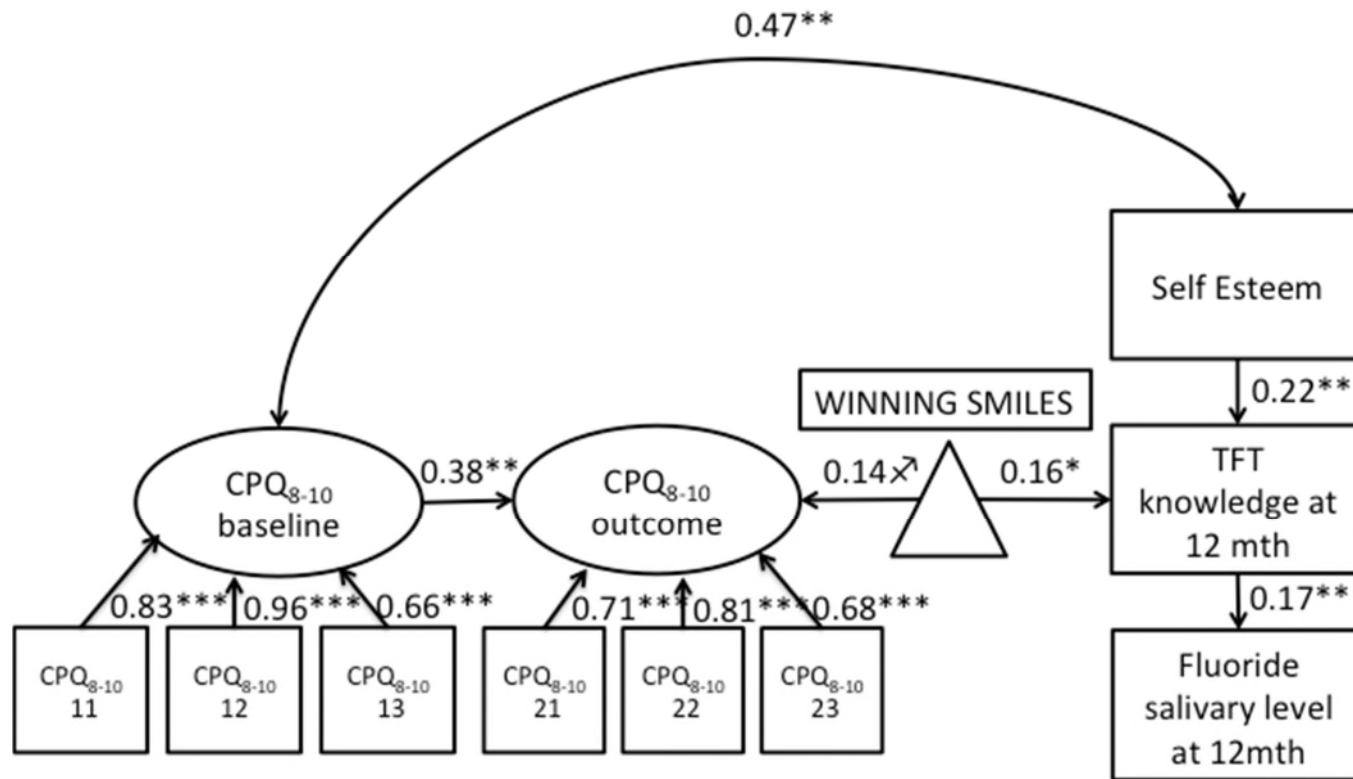 0.47**
Self Esteem
0.22**
WINNING SMILES
CPQ8-10
baseline
0.38**
CPQ8-10
outcome
0.14♐
0.16*
TFT
knowledge at
12 mth
0.17**
0.83***
0.96***
0.66***
0.71***
0.81***
0.68***
CPQ8-10
11
CPQ8-10
12
CPQ8-10
13
CPQ8-10
21
CPQ8-10
22
CPQ8-10
23
Fluoride
salivary level
at 12mth